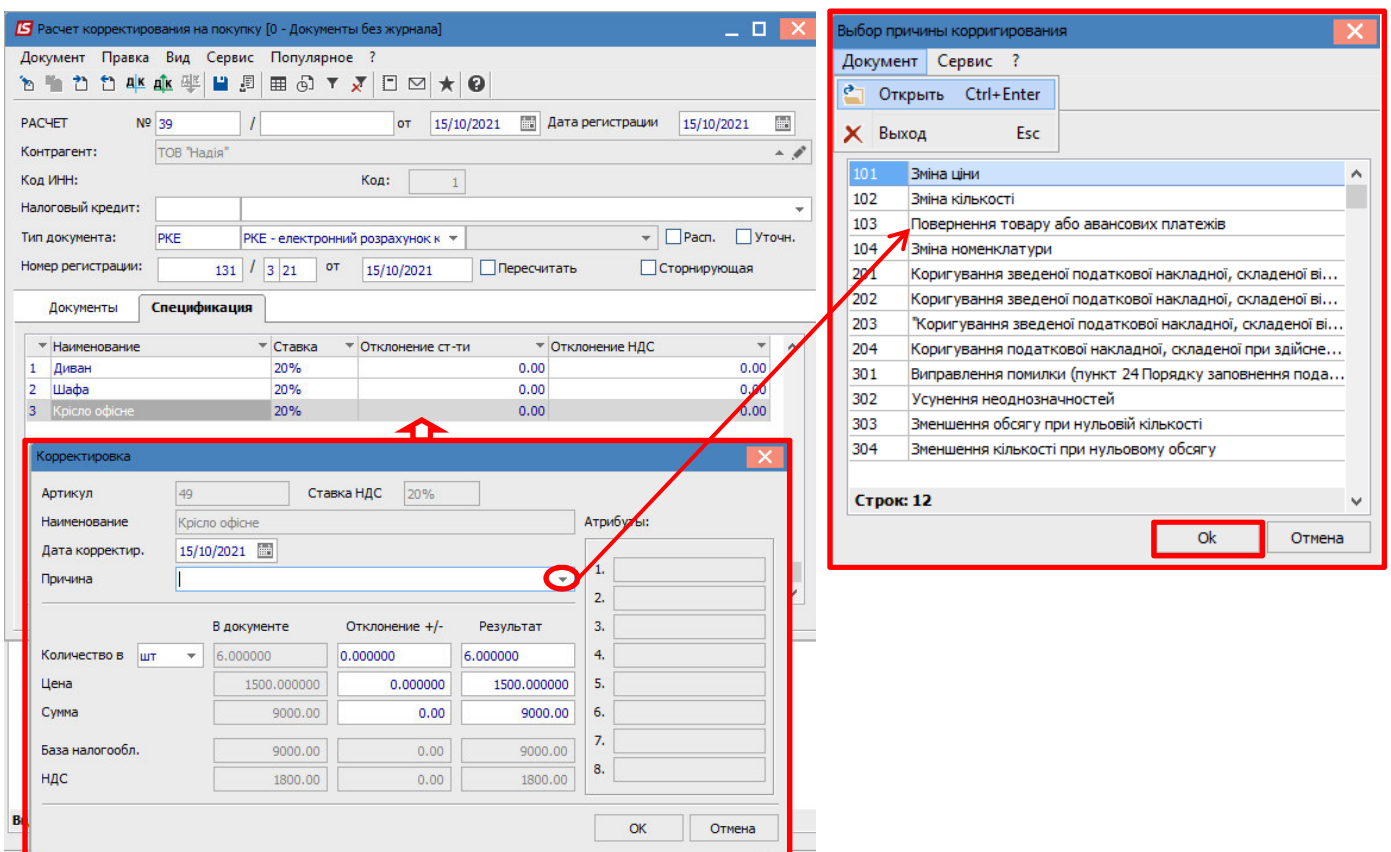 Расчет корректирования на покупку [0 - Документы без журнала]
Документ Правка Вид Сервис Популярное ?
РАСЧЕТ № 39 / от 15/10/2021 Дата регистрации 15/10/2021
Контрагент: ТОВ "Надія"
Код ИНН: Код: 1
Налоговый кредит:
Тип документа: РКЕ РКЕ - електронний розрахунок к Расп. Уточн.
Номер регистрации: 131 / 3 21 от 15/10/2021 Пересчитать Сторнирующая
Документы Спецификация
Наименование Ставка Отклонение ст-ти Отклонение НДС
1 Диван 20% 0.00 0.00
2 Шафа 20% 0.00 0.00
3 Крісло офісне 20% 0.00 0.00
Корректировка
Артикул 49 Ставка НДС 20%
Наименование Крісло офісне Атрибуты:
Дата корректир. 15/10/2021
Причина 1.
2.
В документе Отклонение +/- Результат 3.
Количество в шт 6.000000 0.000000 6.000000 4.
Цена 1500.000000 0.000000 1500.000000 5.
Сумма 9000.00 0.00 9000.00 6.
База налогообл. 9000.00 0.00 9000.00 7.
НДС 1800.00 0.00 1800.00 8.
OK Отмена
Выбор причины корригирования
Документ Сервис ?
Открыть Ctrl+Enter
Выход Esc
101 Зміна ціни
102 Зміна кількості
103 Повернення товару або авансових платежів
104 Зміна номенклатури
201 Коригування зведеної податкової накладної, складеної ві...
202 Коригування зведеної податкової накладної, складеної ві...
203 "Коригування зведеної податкової накладної, складеної ві...
204 Коригування податкової накладної, складеної при здійсне...
301 Виправлення помилки (пункт 24 Порядку заповнення пода...
302 Усунення неоднозначностей
303 Зменшення обсягу при нульовій кількості
304 Зменшення кількості при нульовому обсягу
Строк: 12
Ok Отмена